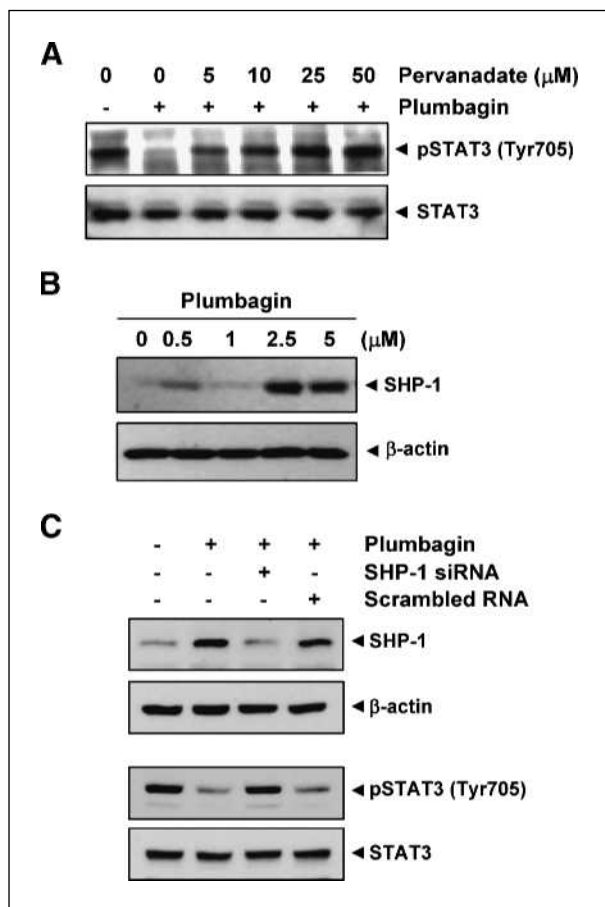 A
0 0 5 10 25 50 Pervanadate (μM)
- + + + + + Plumbagin
◄ pSTAT3 (Tyr705)
◄ STAT3
B
Plumbagin
0 0.5 1 2.5 5 (μM)
◄ SHP-1
◄ β-actin
C
- + + + Plumbagin
- - + - SHP-1 siRNA
- - - + Scrambled RNA
◄ SHP-1
◄ β-actin
◄ pSTAT3 (Tyr705)
◄ STAT3